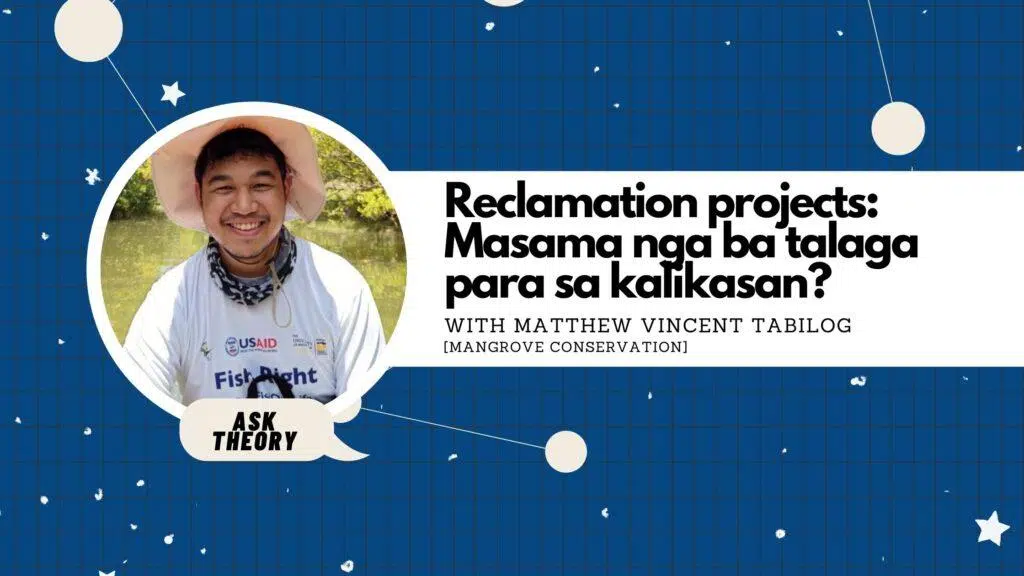 Reclamation projects:
Masama nga ba talaga
para sa kalikasan?
WITH MATTHEW VINCENT TABILOG
[MANGROVE CONSERVATION]
USAID
Fish Right
ASK
THEORY